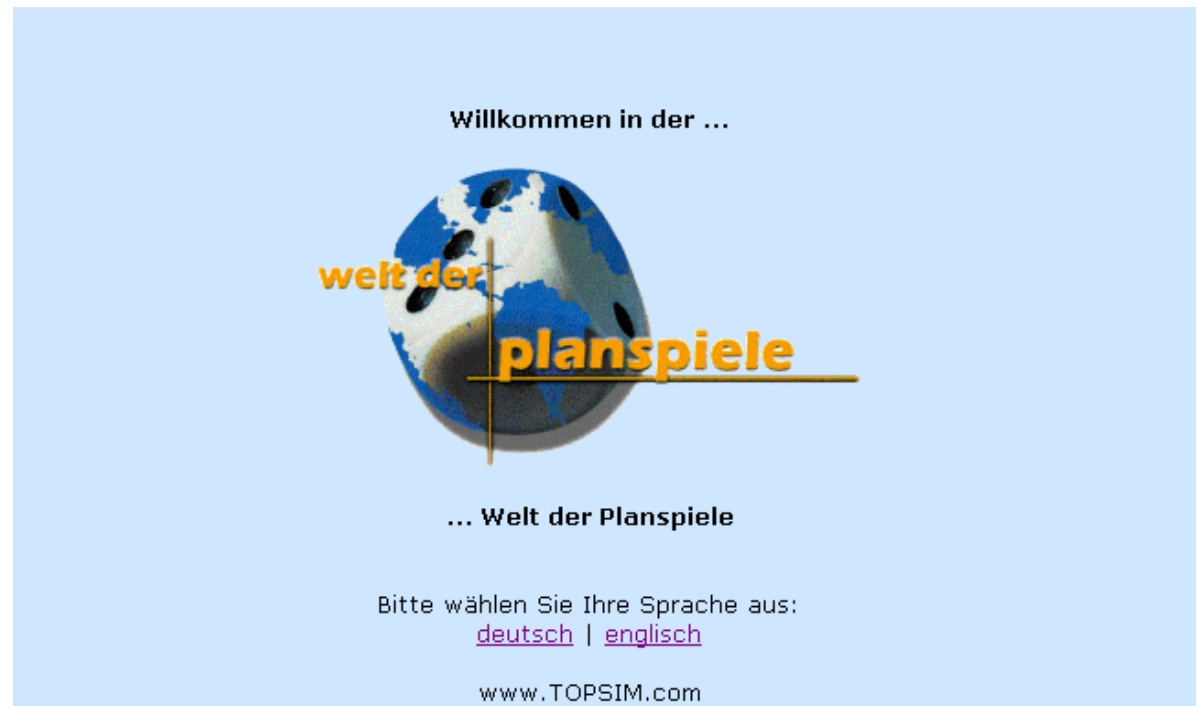 Willkommen in der ...
welt der
planspiele
... Welt der Planspiele
Bitte wählen Sie Ihre Sprache aus:
deutsch | englisch
www.TOPSIM.com